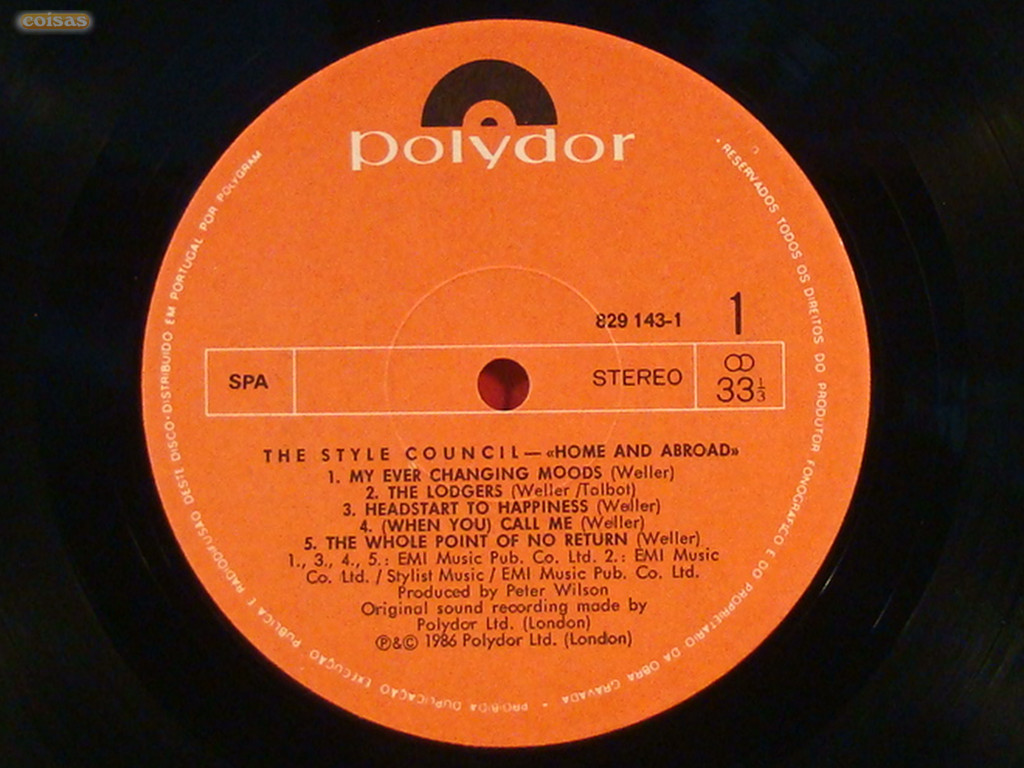 coisas
polydor
829 143-1
1
SPA
STEREO
33 1/3
THE STYLE COUNCIL — «HOME AND ABROAD»
1. MY EVER CHANGING MOODS (Weller)
2. THE LODGERS (Weller /Talbot)
3. HEADSTART TO HAPPINESS (Weller)
4. (WHEN YOU) CALL ME (Weller)
5. THE WHOLE POINT OF NO RETURN (Weller)
1., 3., 4., 5.: EMI Music Pub. Co. Ltd. 2.: EMI Music
Co. Ltd. / Stylist Music / EMI Music Pub. Co. Ltd.
Produced by Peter Wilson
Original sound recording made by
Polydor Ltd. (London)
Ⓟ&© 1986 Polydor Ltd. (London)
• RESERVADOS TODOS OS DIREITOS DO PRODUTOR FONOGRAFICO E DO PROPRIETARIO DA OBRA GRAVADA • PROIBIDA DUPLICAÇÃO EXECUÇÃO PUBLICA E RADIODIFUSÃO DESTE DISCO • DISTRIBUIDO EM PORTUGAL POR POLYGRAM